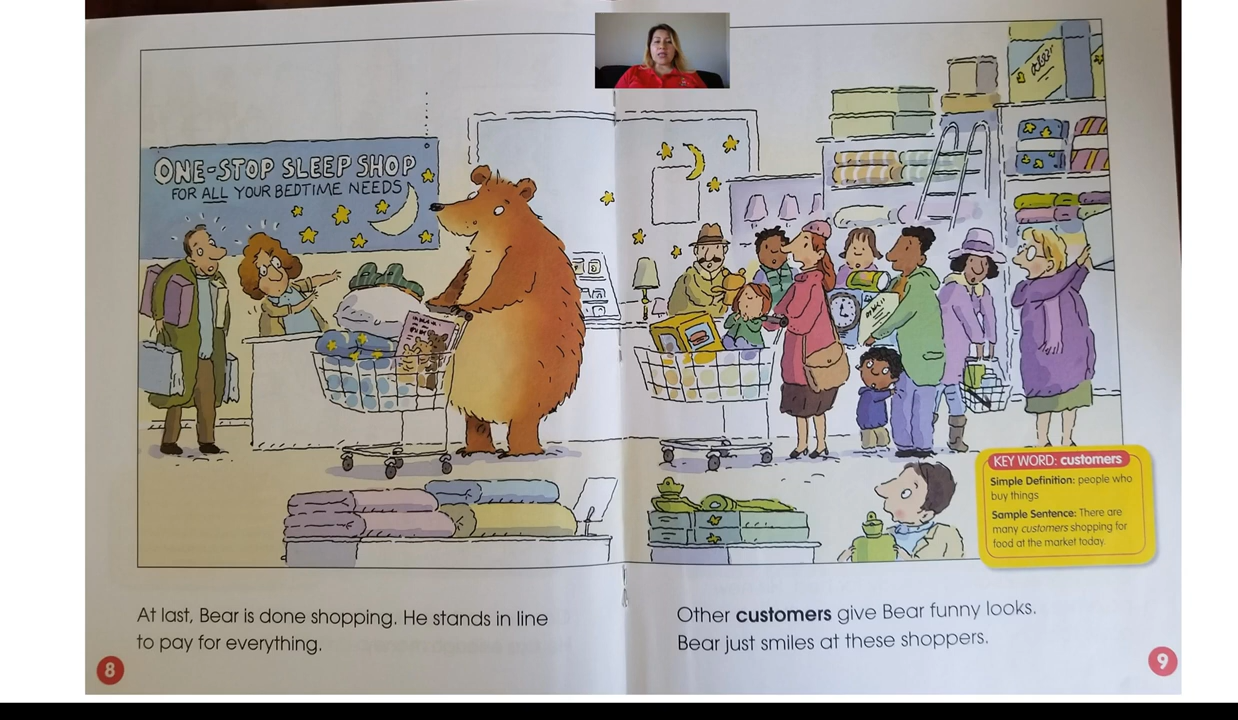 ONE-STOP SLEEP SHOP
FOR ALL YOUR BEDTIME NEEDS
KEY WORD: customers
Simple Definition: people who
buy things
Sample Sentence: There are
many customers shopping for
food at the market today.
At last, Bear is done shopping. He stands in line
to pay for everything.
8
Other customers give Bear funny looks.
Bear just smiles at these shoppers.
9